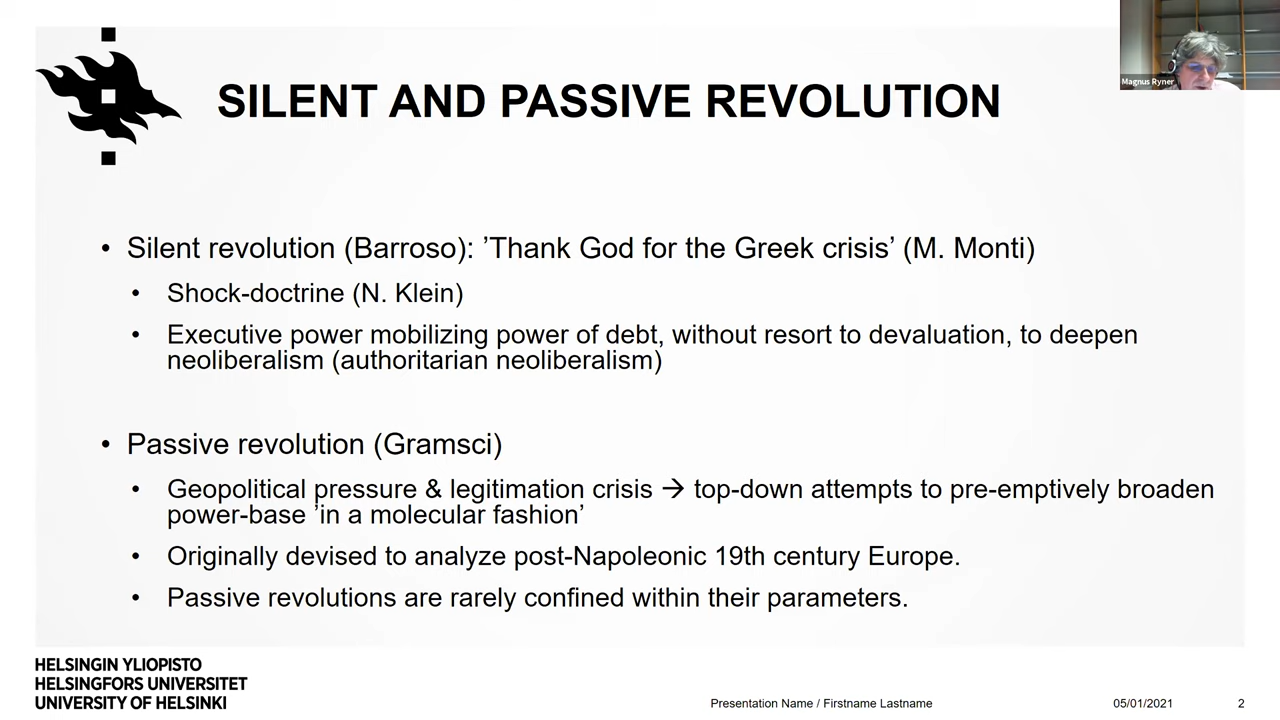 Magnus Ryner
SILENT AND PASSIVE REVOLUTION
• Silent revolution (Barroso): ’Thank God for the Greek crisis’ (M. Monti)
• Shock-doctrine (N. Klein)
• Executive power mobilizing power of debt, without resort to devaluation, to deepen
neoliberalism (authoritarian neoliberalism)
• Passive revolution (Gramsci)
• Geopolitical pressure & legitimation crisis → top-down attempts to pre-emptively broaden
power-base ’in a molecular fashion’
• Originally devised to analyze post-Napoleonic 19th century Europe.
• Passive revolutions are rarely confined within their parameters.
HELSINGIN YLIOPISTO
HELSINGFORS UNIVERSITET
UNIVERSITY OF HELSINKI
Presentation Name / Firstname Lastname
05/01/2021
2